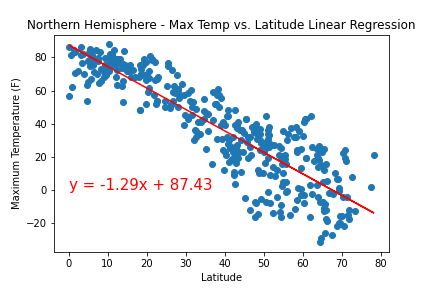 Northern Hemisphere - Max Temp vs. Latitude Linear Regression
Maximum Temperature (F)
80
60
40
20
0
−20
y = -1.29x + 87.43
0 10 20 30 40 50 60 70 80
Latitude